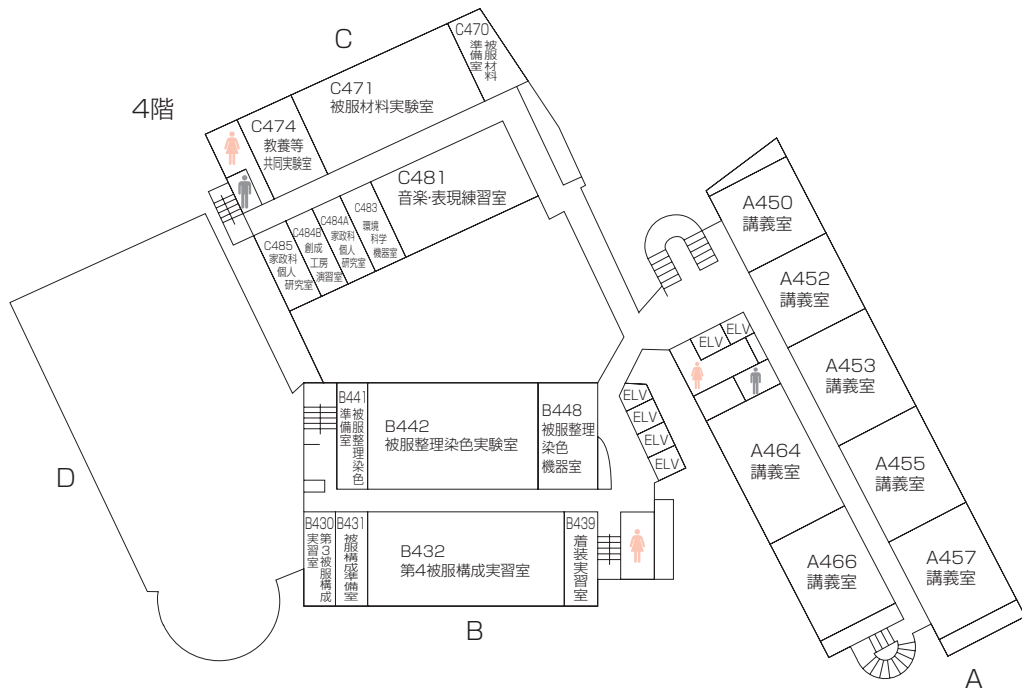 4階
C
C470
被服材料
準備室
C471
被服材料実験室
C474
教養等
共同実験室
C481
音楽・表現練習室
C483
環境
科学
機器室
C484A
家政科
個人
研究室
C484B
創成
工房
演習室
C485
家政科
個人
研究室
A450
講義室
A452
講義室
A453
講義室
A455
講義室
A457
講義室
ELV
ELV
A464
講義室
A466
講義室
A
ELV
ELV
ELV
ELV
B441
被服整理染色
準備室
B442
被服整理染色実験室
B448
被服整理
染色
機器室
D
B430
第3被服構成
実習室
B431
被服構成準備室
B432
第4被服構成実習室
B439
着装実習室
B